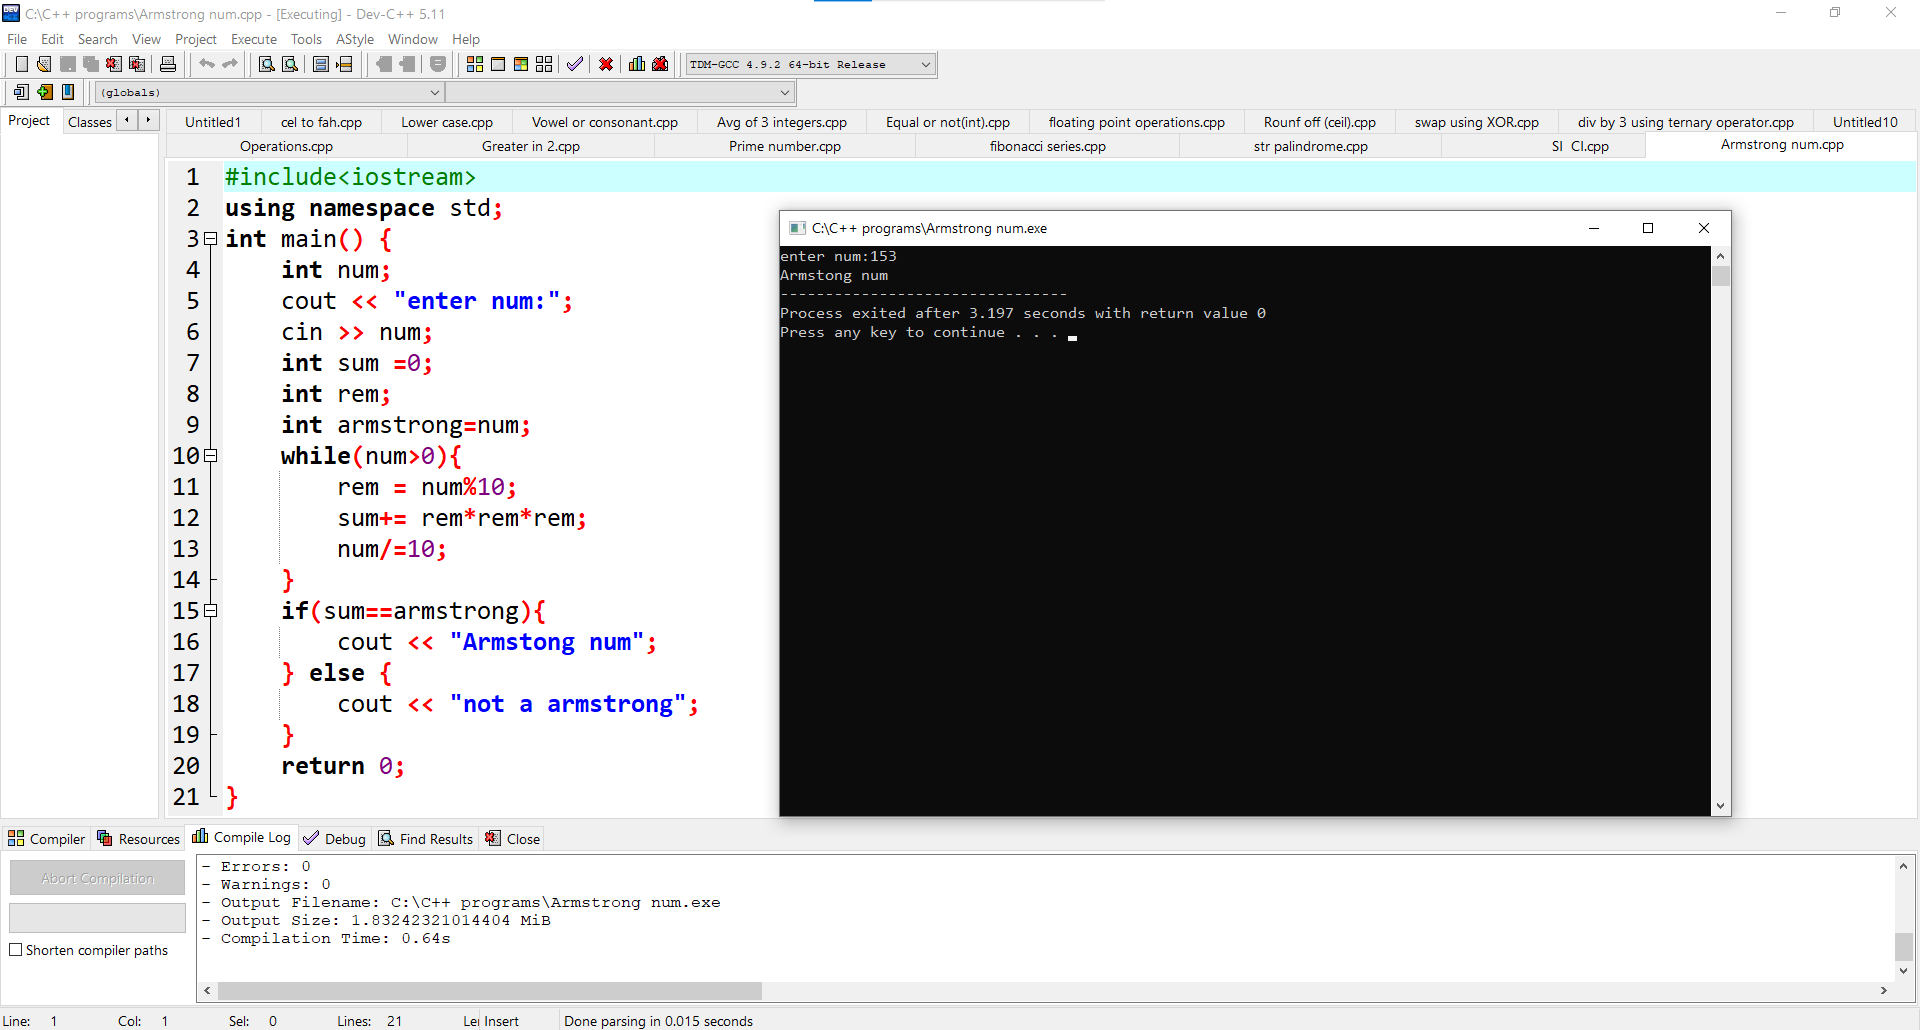 C:\C++ programs\Armstrong num.cpp - [Executing] - Dev-C++ 5.11
File Edit Search View Project Execute Tools AStyle Window Help
TDM-GCC 4.9.2 64-bit Release
(globals)
Project Classes
Untitled1 cel to fah.cpp Lower case.cpp Vowel or consonant.cpp Avg of 3 integers.cpp Equal or not(int).cpp floating point operations.cpp Rounf off (ceil).cpp swap using XOR.cpp div by 3 using ternary operator.cpp Untitled10
Operations.cpp Greater in 2.cpp Prime number.cpp fibonacci series.cpp str palindrome.cpp SI CI.cpp Armstrong num.cpp
1 #include<iostream>
2 using namespace std;
3 int main() {
4 int num;
5 cout << "enter num:";
6 cin >> num;
7 int sum =0;
8 int rem;
9 int armstrong=num;
10 while(num>0){
11 rem = num%10;
12 sum+= rem*rem*rem;
13 num/=10;
14 }
15 if(sum==armstrong){
16 cout << "Armstong num";
17 } else {
18 cout << "not a armstrong";
19 }
20 return 0;
21 }
C:\C++ programs\Armstrong num.exe
enter num:153
Armstong num
--------------------------------
Process exited after 3.197 seconds with return value 0
Press any key to continue . . .
Compiler Resources Compile Log Debug Find Results Close
Abort Compilation
Shorten compiler paths
- Errors: 0
- Warnings: 0
- Output Filename: C:\C++ programs\Armstrong num.exe
- Output Size: 1.83242321014404 MiB
- Compilation Time: 0.64s
Line: 1 Col: 1 Sel: 0 Lines: 21 Insert Done parsing in 0.015 seconds